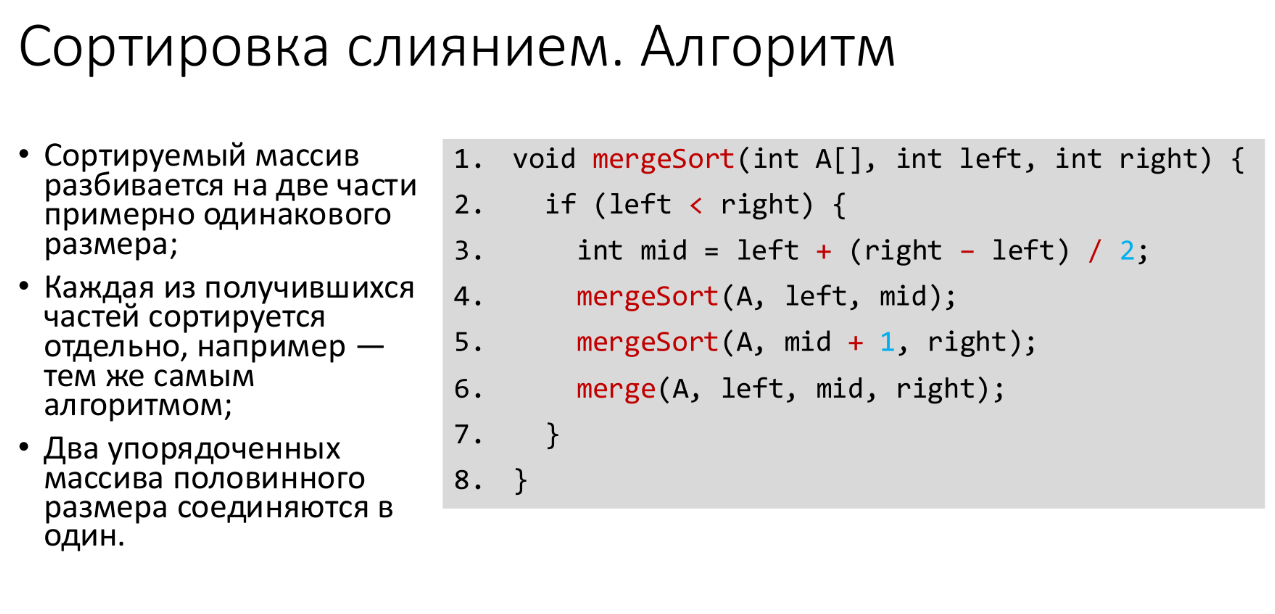 Сортировка слиянием. Алгоритм
• Сортируемый массив
разбивается на две части
примерно одинакового
размера;
• Каждая из получившихся
частей сортируется
отдельно, например —
тем же самым
алгоритмом;
• Два упорядоченных
массива половинного
размера соединяются в
один.
1. void mergeSort(int A[], int left, int right) {
2.   if (left < right) {
3.     int mid = left + (right – left) / 2;
4.     mergeSort(A, left, mid);
5.     mergeSort(A, mid + 1, right);
6.     merge(A, left, mid, right);
7.   }
8. }